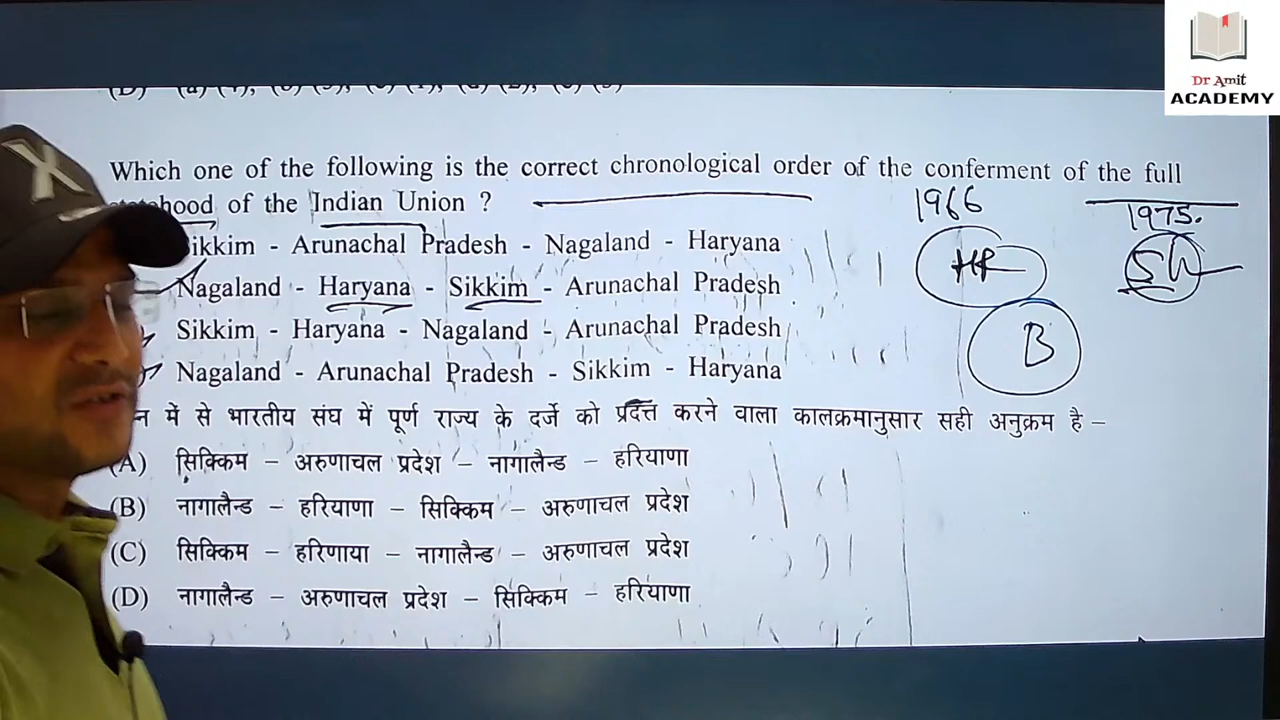 Dr Amit
ACADEMY
Which one of the following is the correct chronological order of the conferment of the full
of the Indian Union ?
1966
1975.
Sikkim - Arunachal Pradesh - Nagaland - Haryana
HR
Nagaland - Haryana - Sikkim - Arunachal Pradesh
Sikkim - Haryana - Nagaland - Arunachal Pradesh
B
Nagaland - Arunachal Pradesh - Sikkim - Haryana
में से भारतीय संघ में पूर्ण राज्य के दर्जे को प्रदत्त करने वाला कालक्रमानुसार सही अनुक्रम है –
(A) सिक्किम – अरुणाचल प्रदेश – नागालैन्ड – हरियाणा
(B) नागालैन्ड – हरियाणा – सिक्किम – अरुणाचल प्रदेश
(C) सिक्किम – हरिणाया – नागालैन्ड – अरुणाचल प्रदेश
(D) नागालैन्ड – अरुणाचल प्रदेश – सिक्किम – हरियाणा